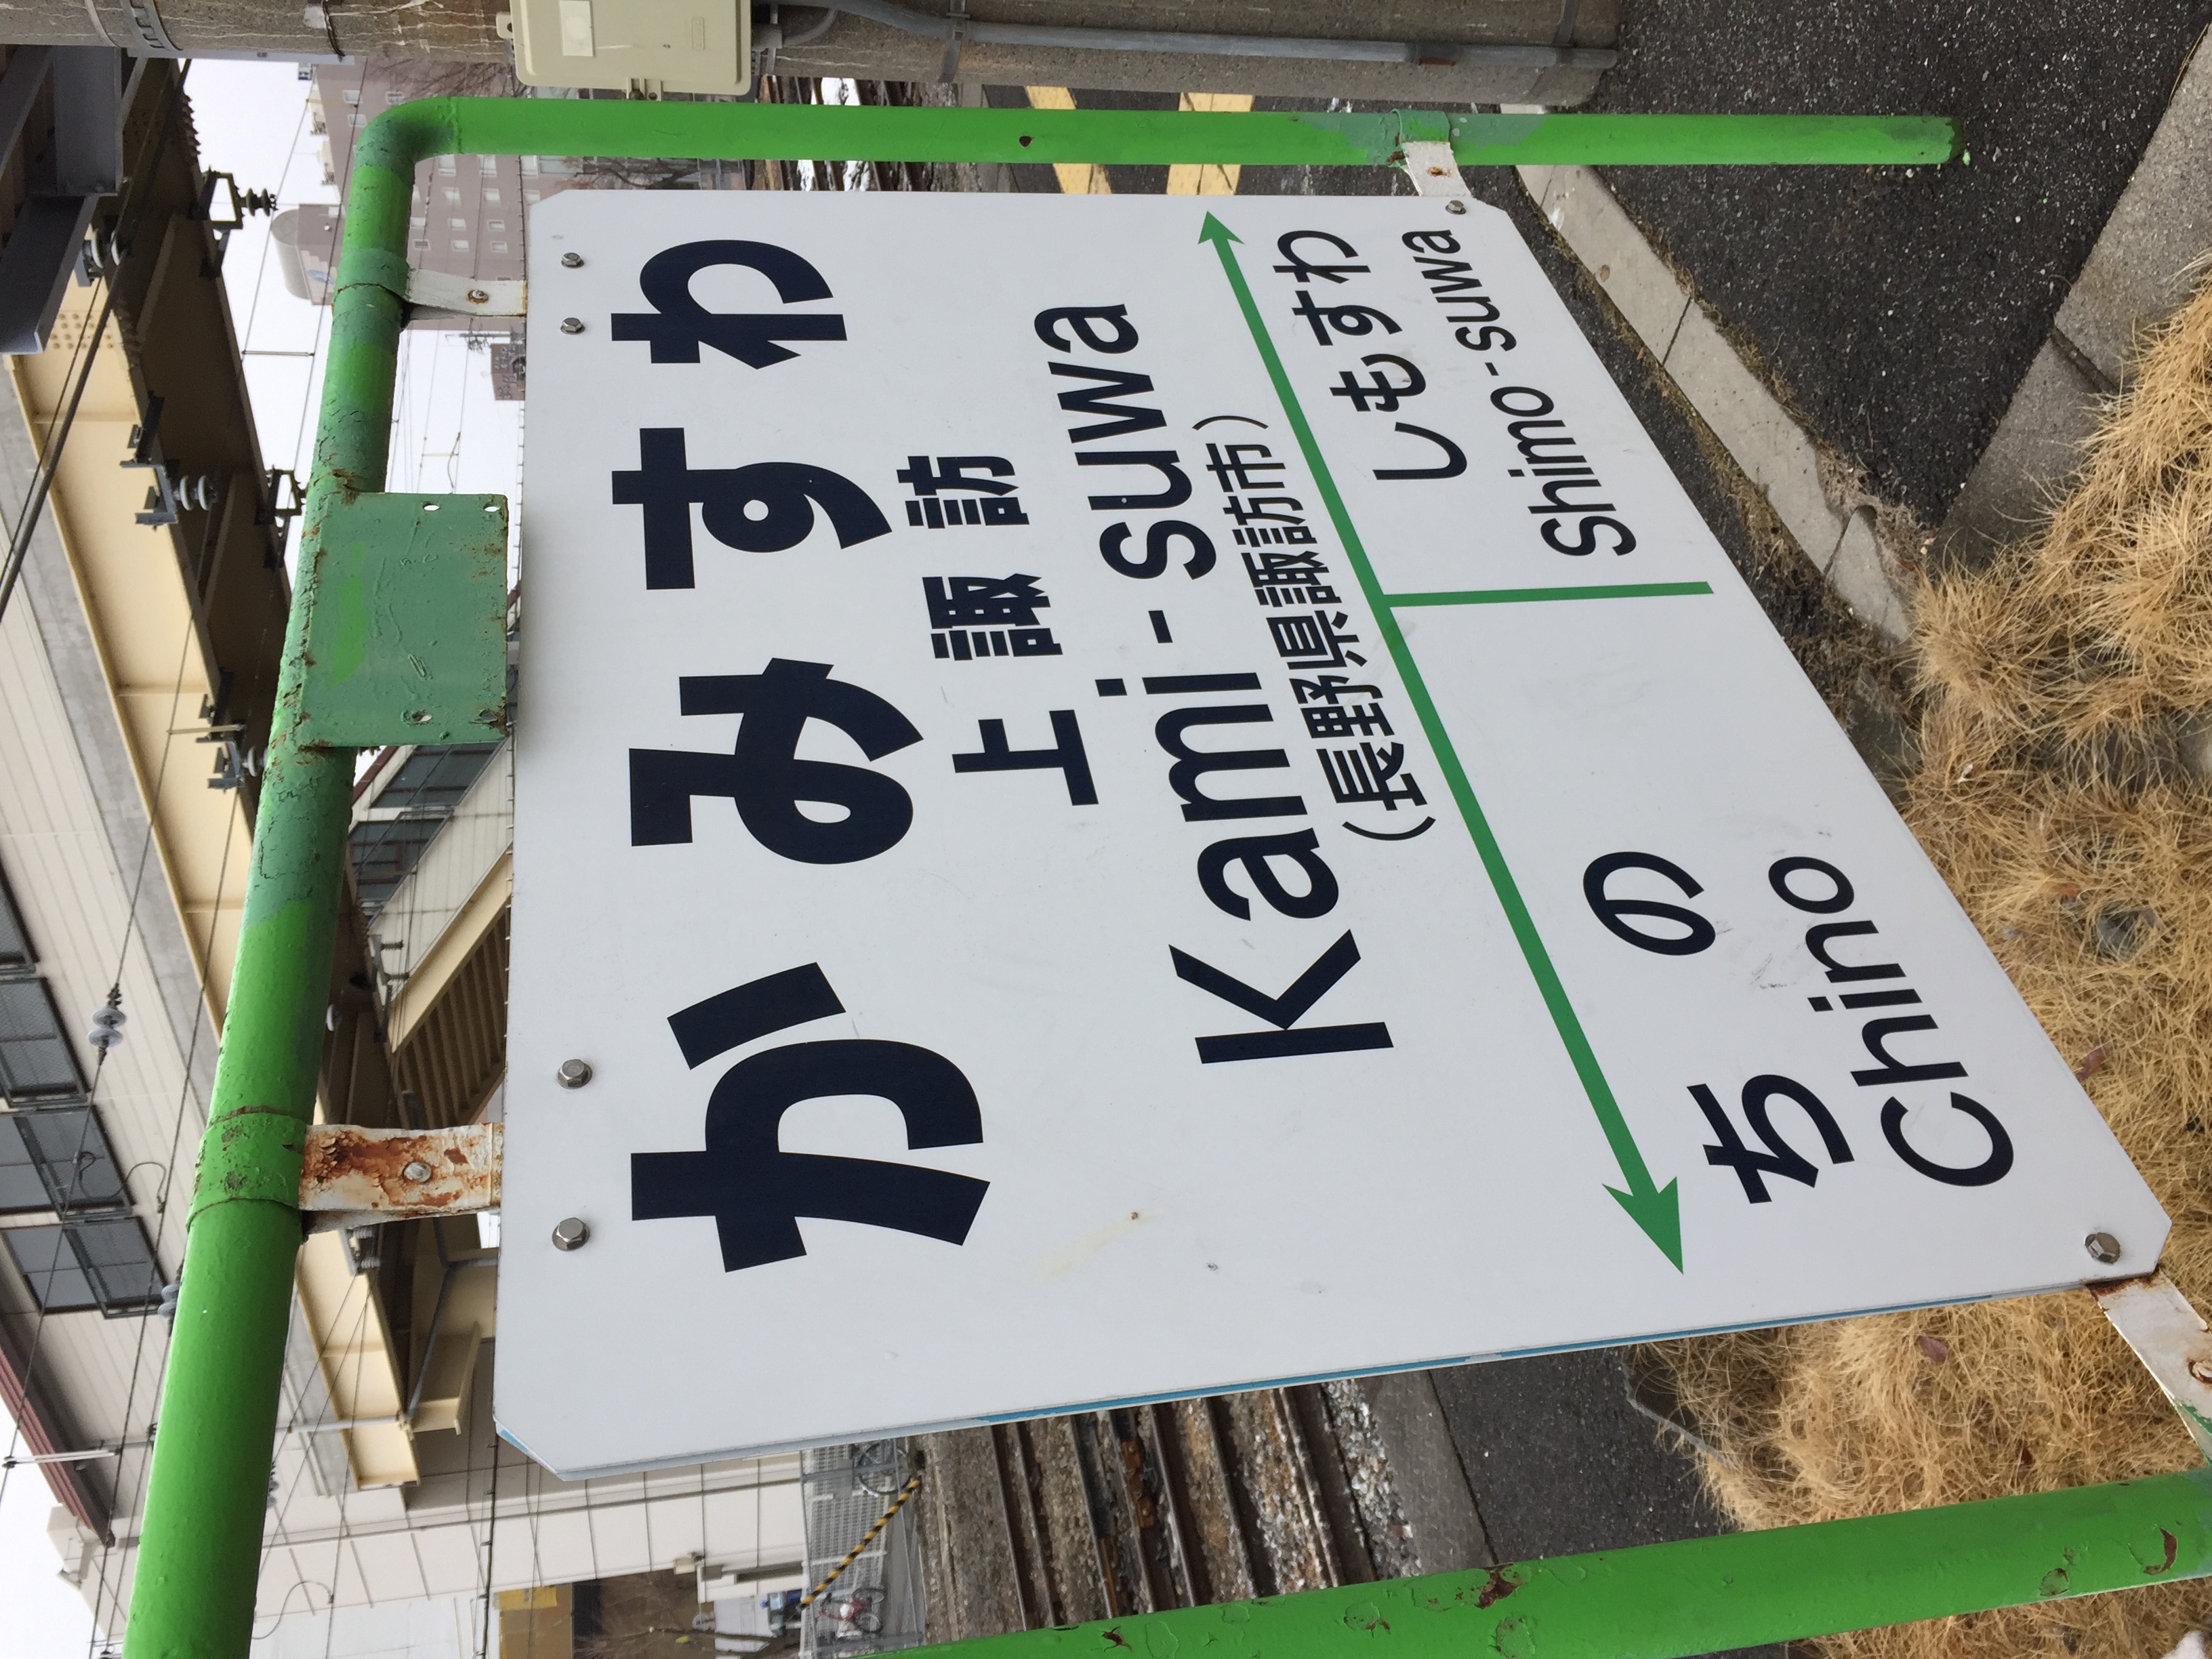 かみすわ
上諏訪
Kami-suwa
(長野県諏訪市)
ちの しもすわ
Chino Shimo-suwa